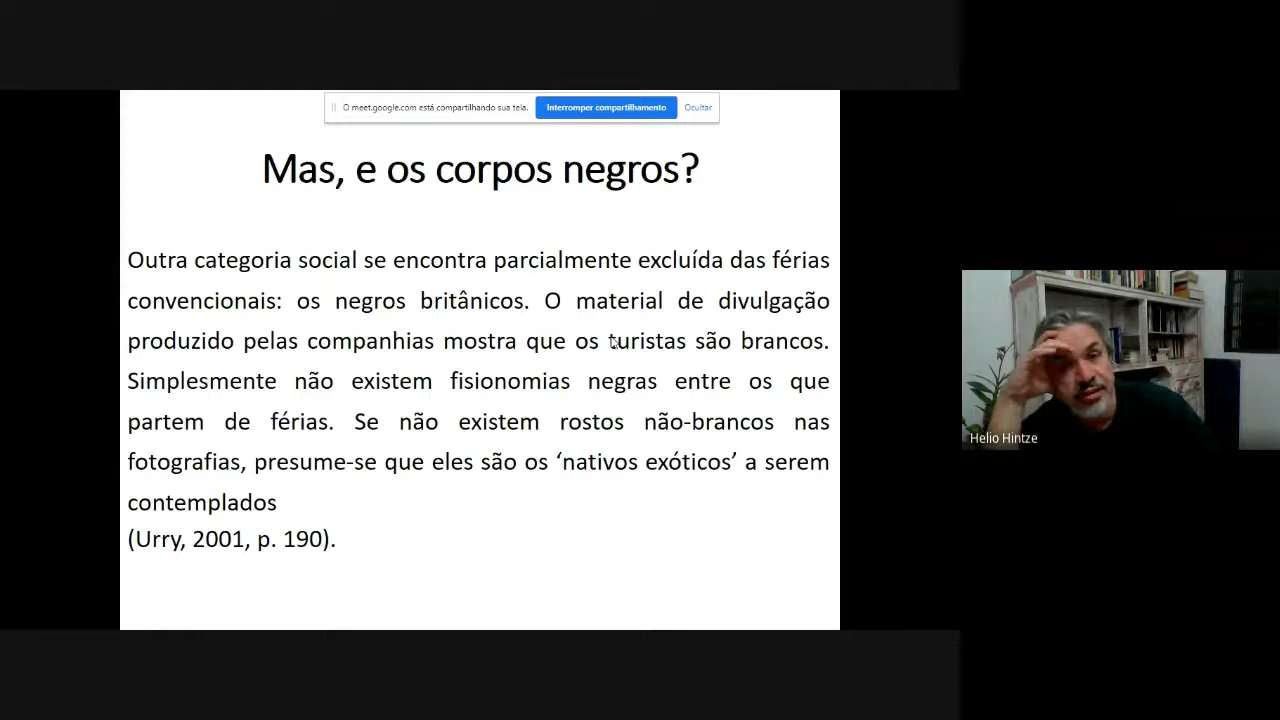 O meet.google.com está compartilhando sua tela. Interromper compartilhamento Ocultar
Mas, e os corpos negros?
Outra categoria social se encontra parcialmente excluída das férias
convencionais: os negros britânicos. O material de divulgação
produzido pelas companhias mostra que os turistas são brancos.
Simplesmente não existem fisionomias negras entre os que
partem de férias. Se não existem rostos não-brancos nas
fotografias, presume-se que eles são os ‘nativos exóticos’ a serem
contemplados
(Urry, 2001, p. 190).
Helio Hintze